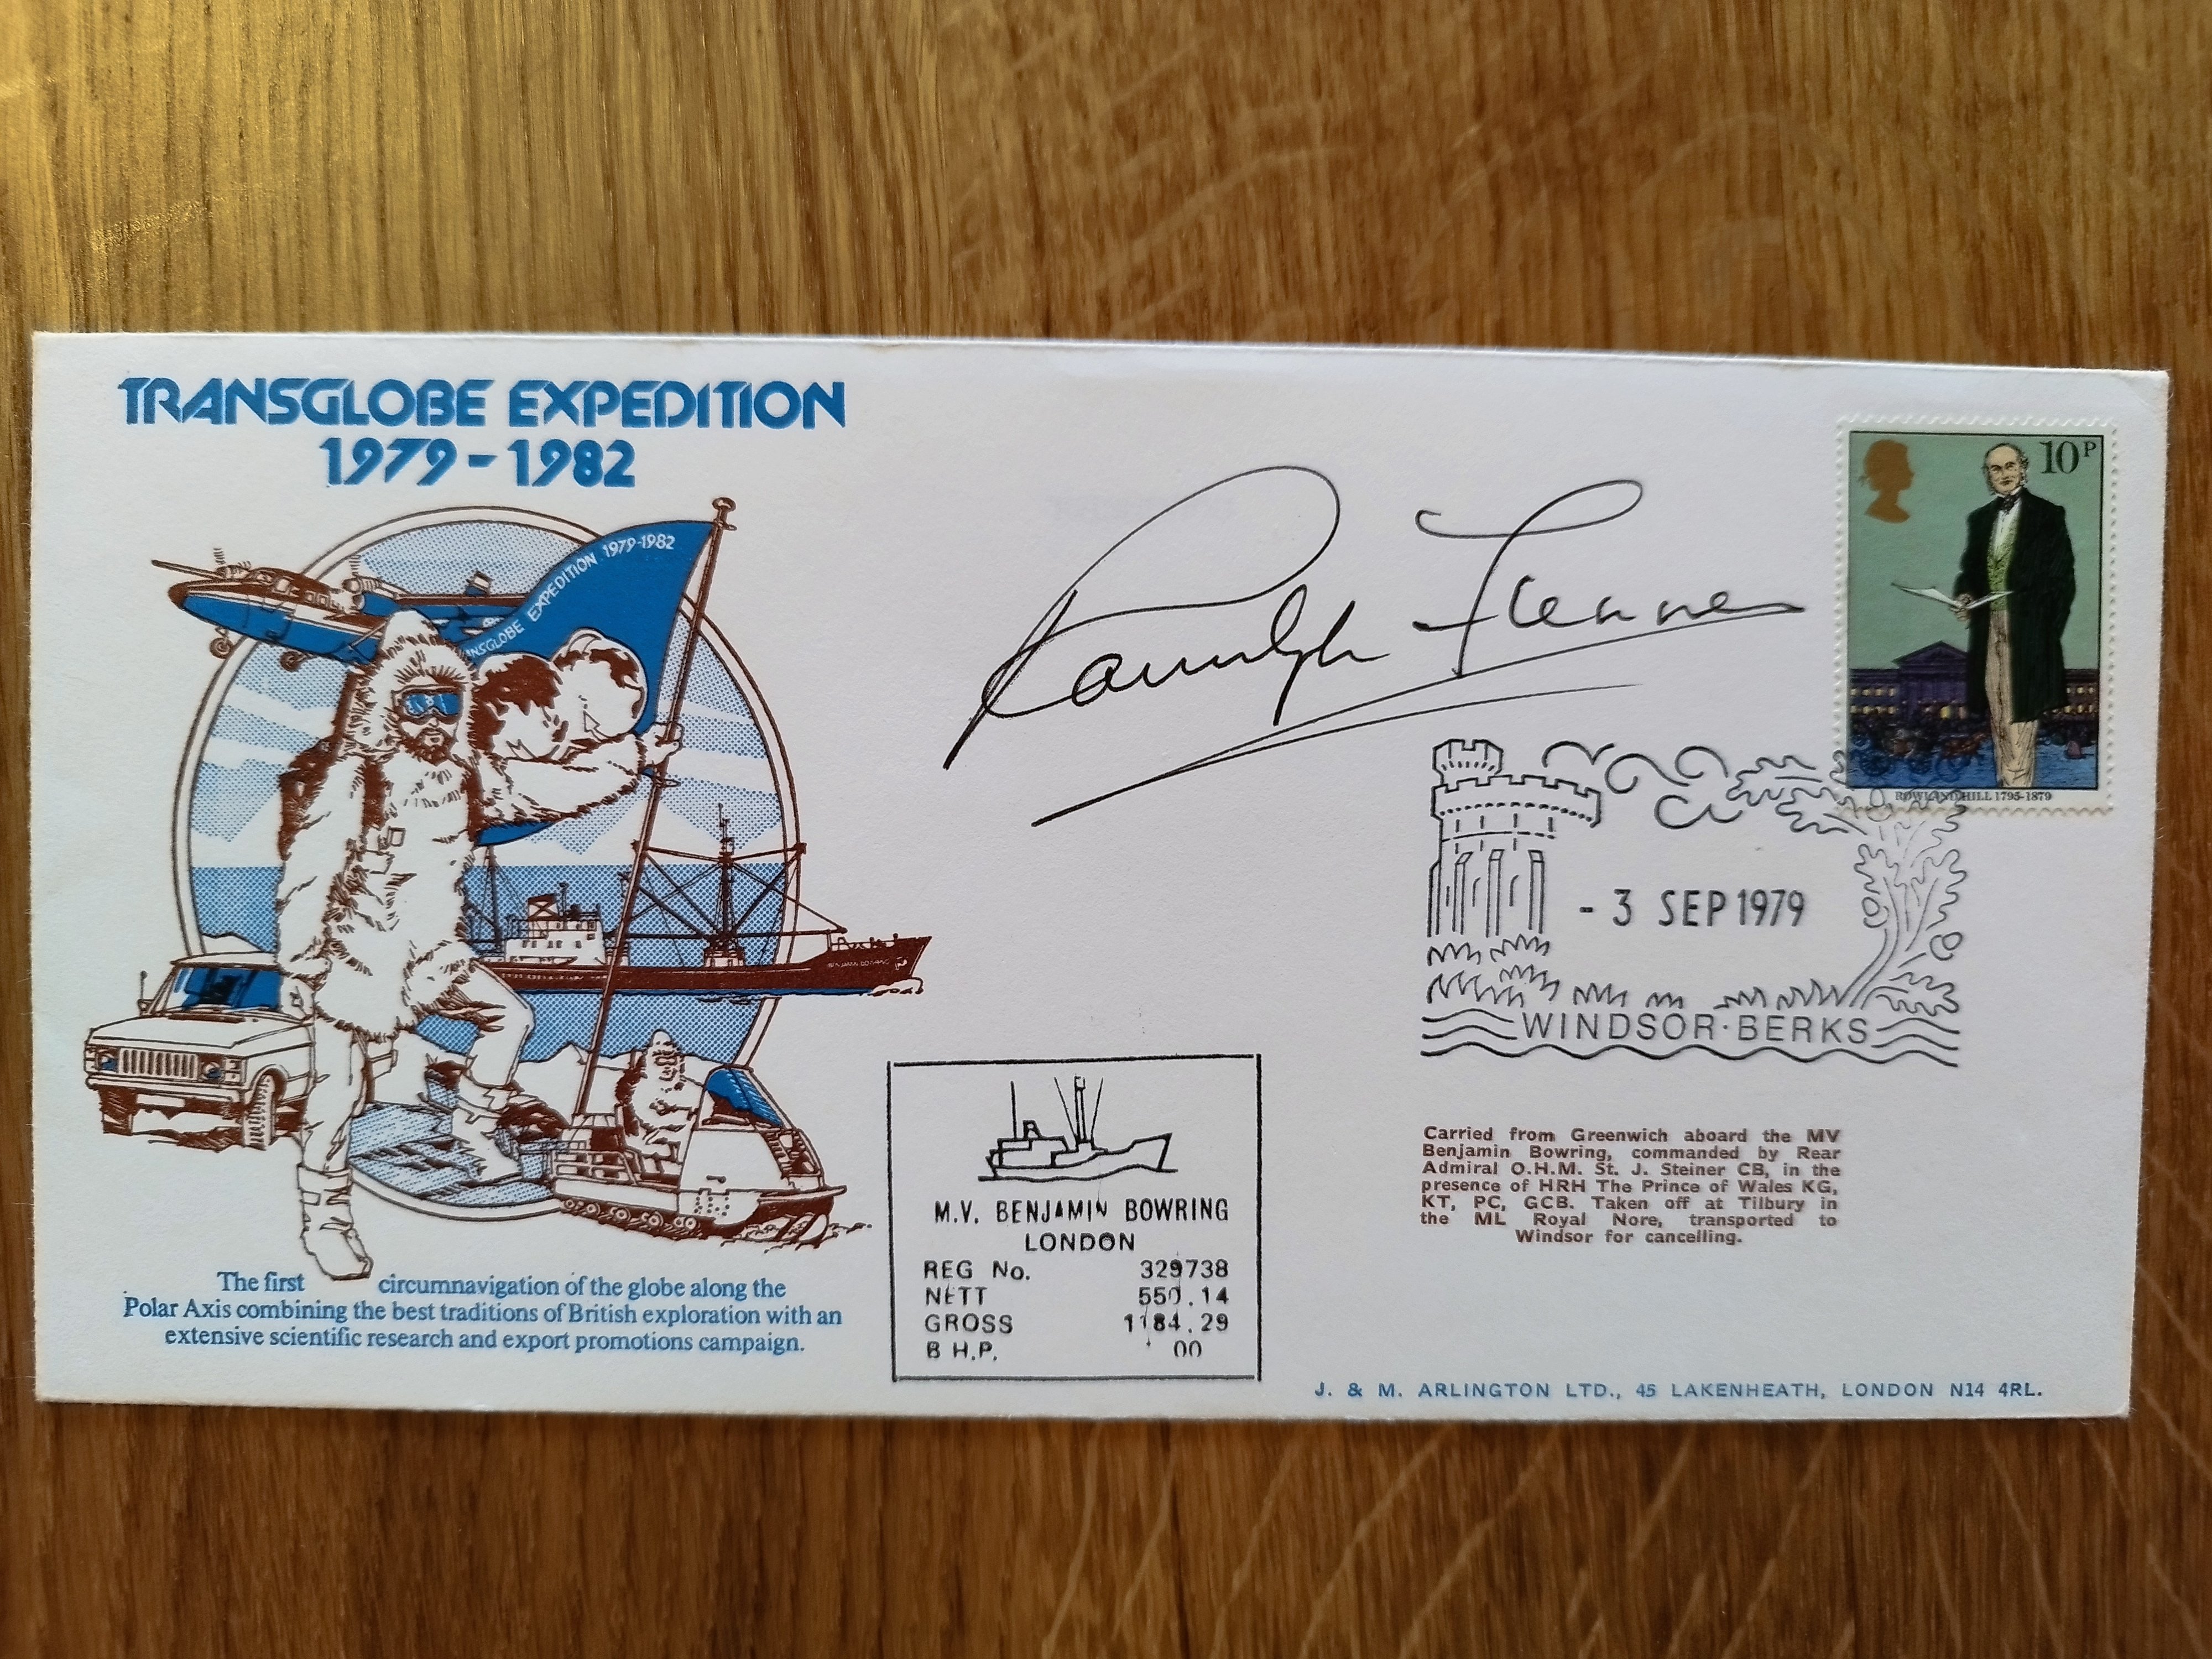 TRANSGLOBE EXPEDITION
1979-1982
TRANSGLOBE EXPEDITION 1979-1982
BENJAMIN BOWRING
The first circumnavigation of the globe along the
Polar Axis combining the best traditions of British exploration with an
extensive scientific research and export promotions campaign.
Ranulph Fiennes
10P
ROWLAND HILL 1795-1879
- 3 SEP 1979
WINDSOR·BERKS
M.V. BENJAMIN BOWRING
LONDON
REG No. 329738
NETT 550.14
GROSS 1184.29
B H.P. 00
Carried from Greenwich aboard the MV
Benjamin Bowring, commanded by Rear
Admiral O.H.M. St. J. Steiner CB, in the
presence of HRH The Prince of Wales KG,
KT, PC, GCB. Taken off at Tilbury in
the ML Royal Nore, transported to
Windsor for cancelling.
J. & M. ARLINGTON LTD., 45 LAKENHEATH, LONDON N14 4RL.